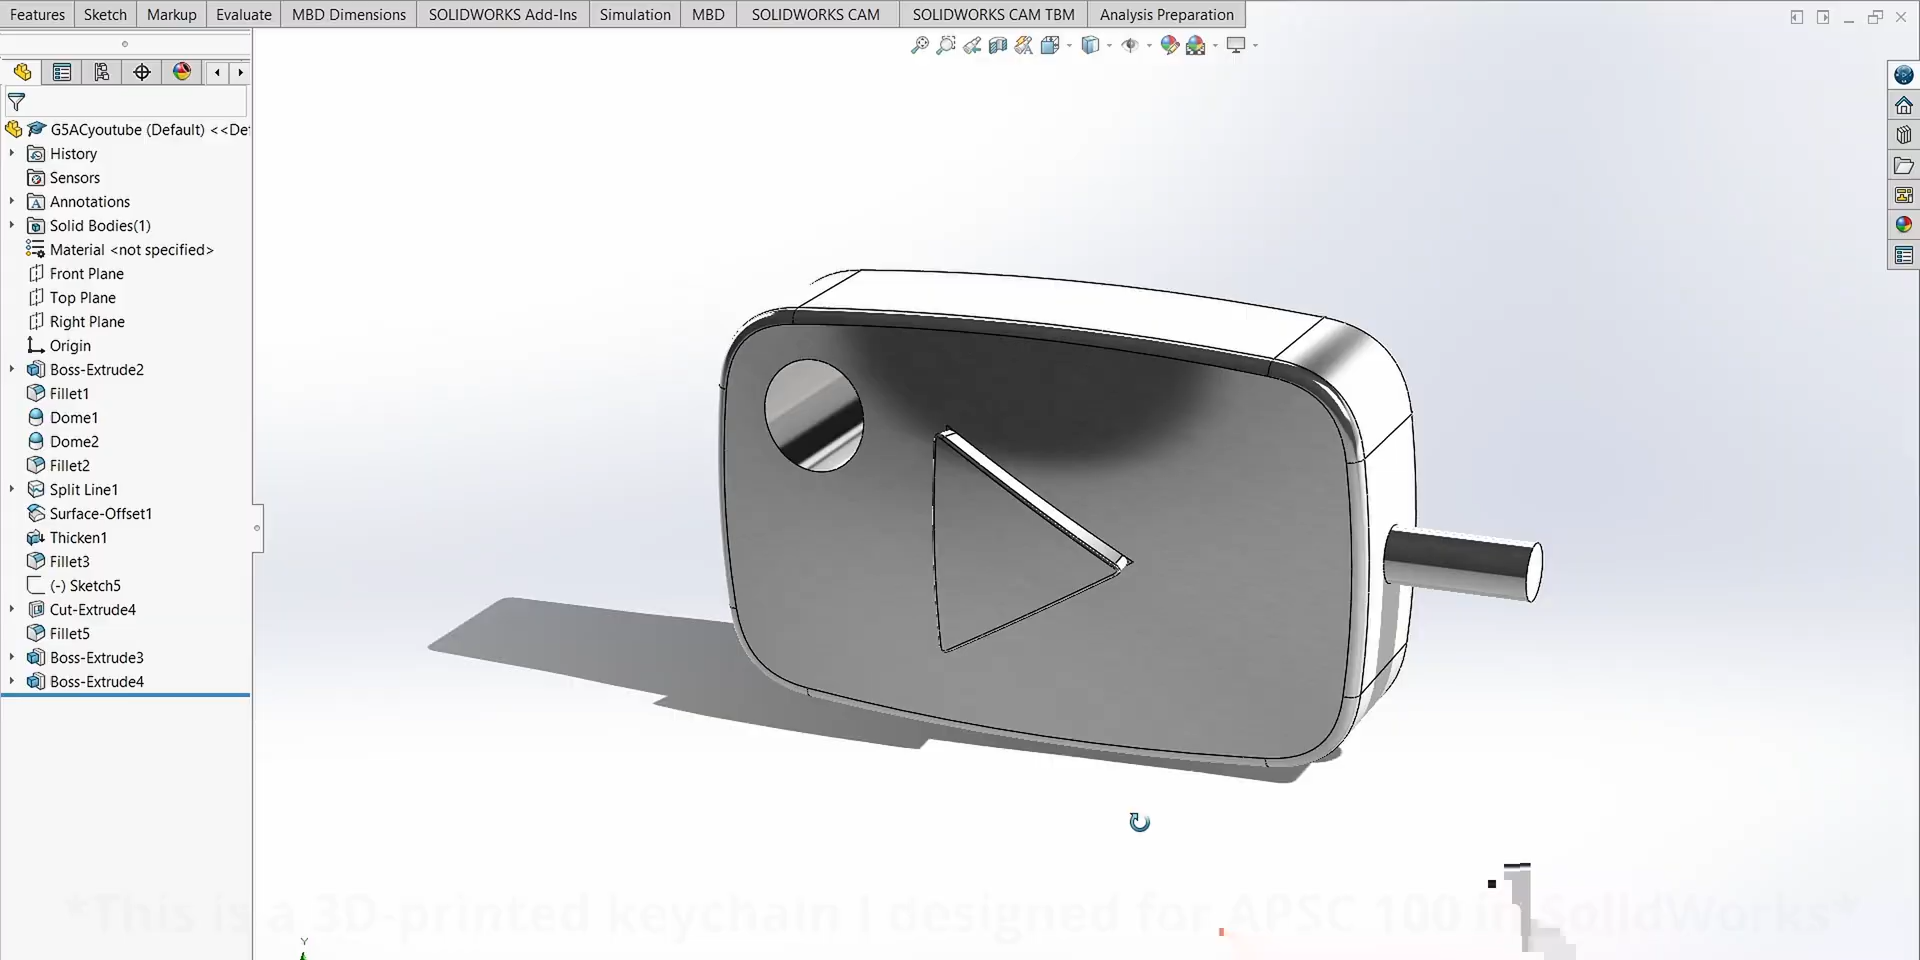 Features Sketch Markup Evaluate MBD Dimensions SOLIDWORKS Add-Ins Simulation MBD SOLIDWORKS CAM SOLIDWORKS CAM TBM Analysis Preparation
G5ACyoutube (Default) <<De
History
Sensors
Annotations
Solid Bodies(1)
Material <not specified>
Front Plane
Top Plane
Right Plane
Origin
Boss-Extrude2
Fillet1
Dome1
Dome2
Fillet2
Split Line1
Surface-Offset1
Thicken1
Fillet3
(-) Sketch5
Cut-Extrude4
Fillet5
Boss-Extrude3
Boss-Extrude4
*This is a 3D-printed keychain I designed for APSC 100 in SolidWorks*
Y